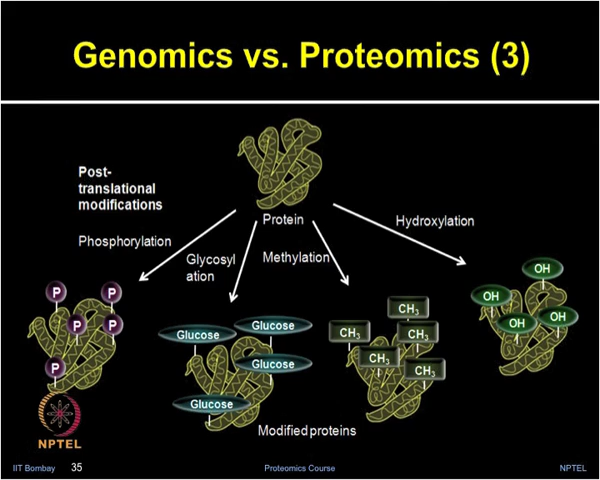 Genomics vs. Proteomics (3)
Post-
translational
modifications
Protein
Phosphorylation
Glycosyl
ation
Methylation
Hydroxylation
P
P
P
P
P
Glucose
Glucose
Glucose
Glucose
CH3
CH3
CH3
CH3
CH3
OH
OH
OH
OH
Modified proteins
NPTEL
IIT Bombay
35
Proteomics Course
NPTEL